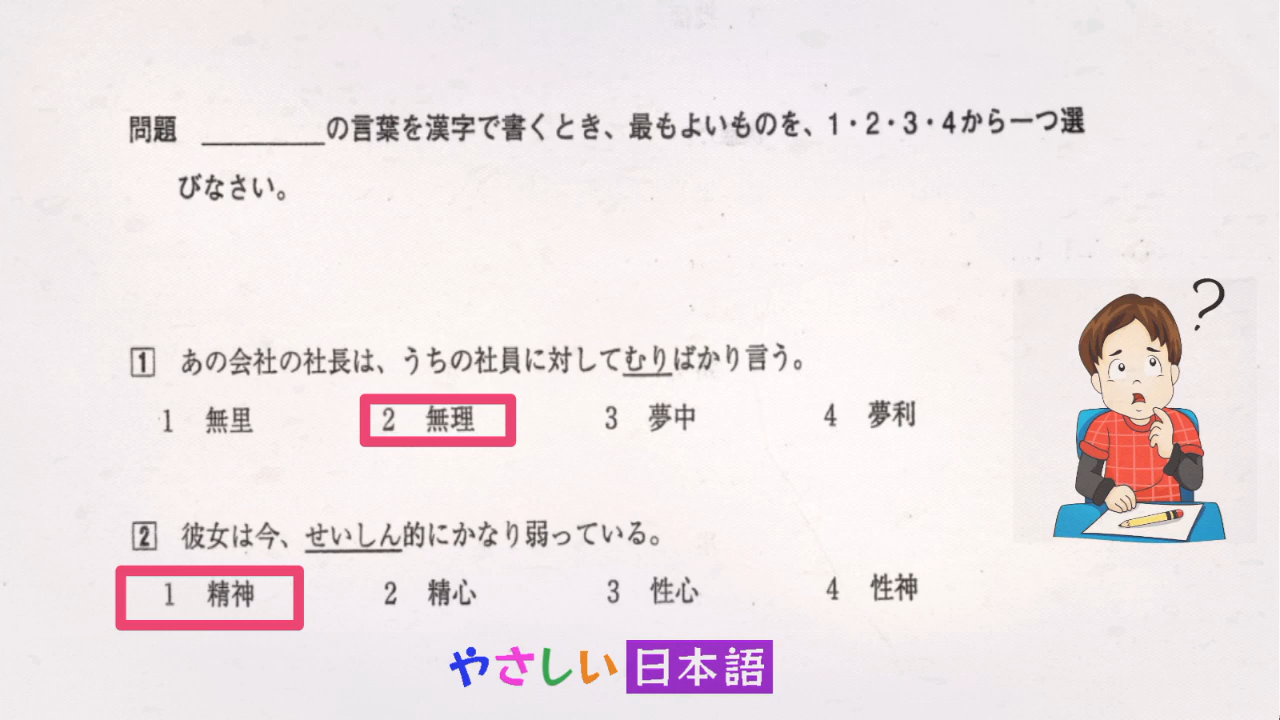 問題 ＿＿＿＿＿の言葉を漢字で書くとき、最もよいものを、1・2・3・4から一つ選
びなさい。
?
1 あの会社の社長は、うちの社員に対してむりばかり言う。
1 無里 2 無理 3 夢中 4 夢利
2 彼女は今、せいしん的にかなり弱っている。
1 精神 2 精心 3 性心 4 性神
やさしい日本語